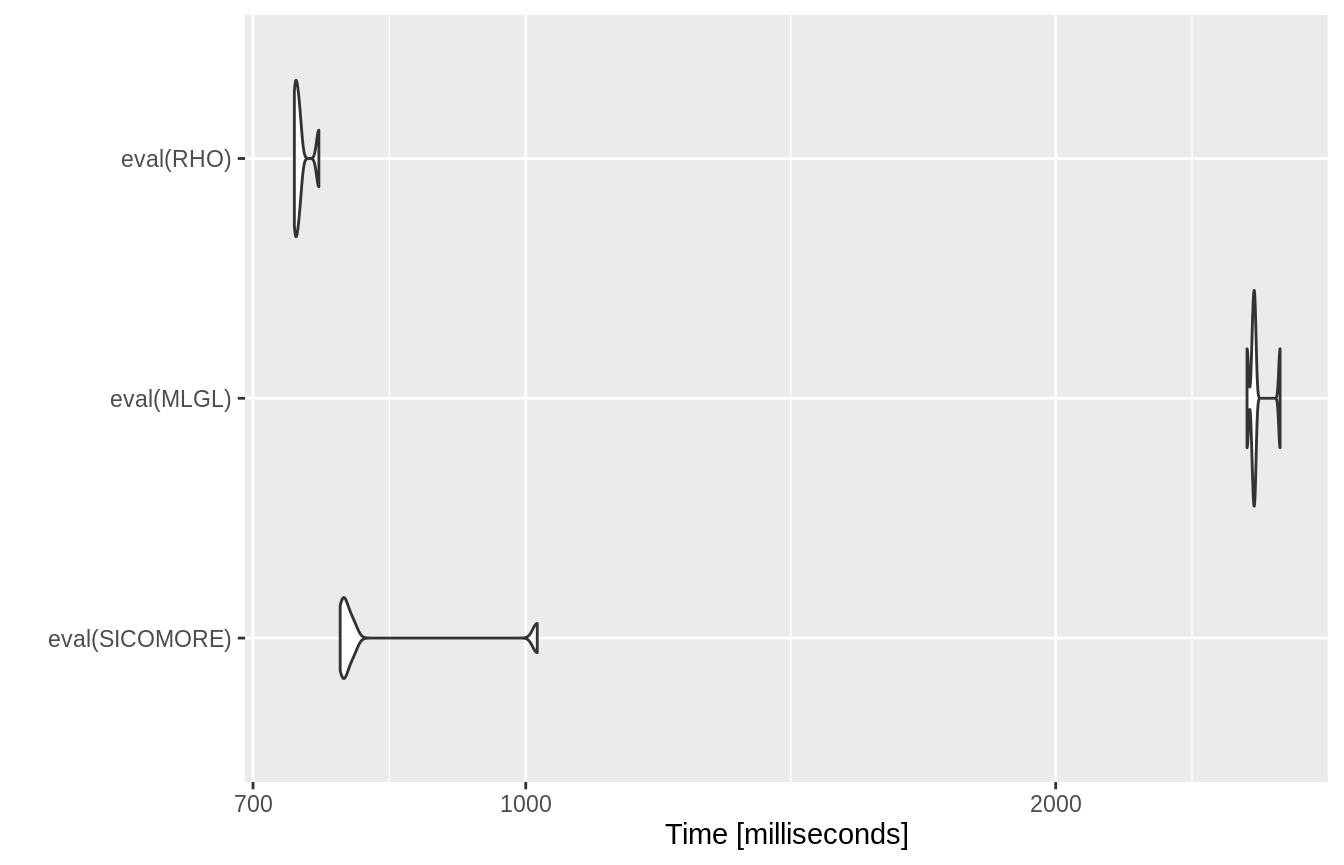 eval(RHO)
eval(MLGL)
eval(SICOMORE)
700 1000 2000
Time [milliseconds]